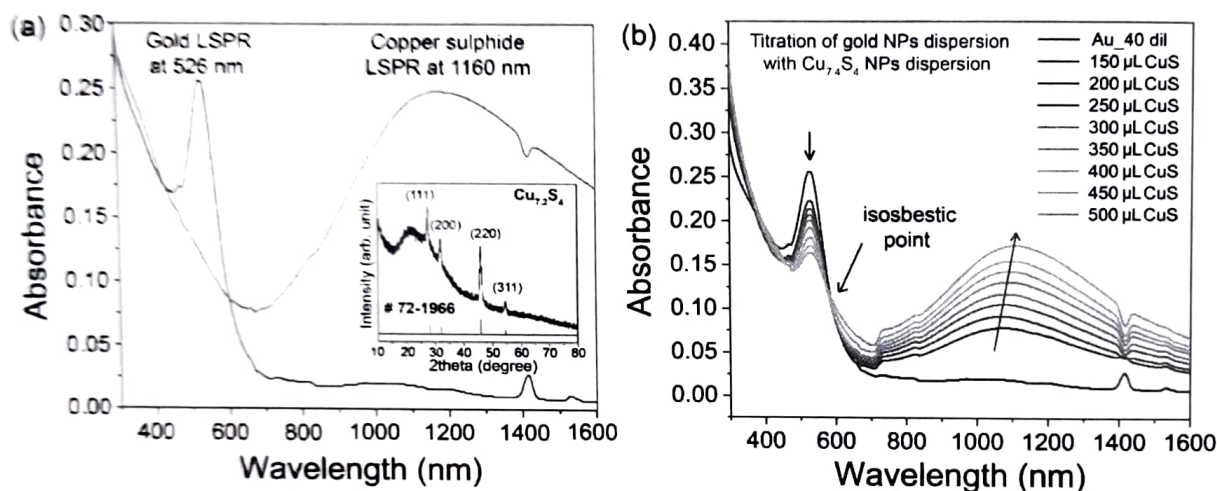 (a)
Gold LSPR
at 526 nm
Copper sulphide
LSPR at 1160 nm
Absorbance
0.30
0.25
0.20
0.15
0.10
0.05
0.00
400
600
800
1000
1200
1400
1600
Wavelength (nm)
Cu7.2S4
(111)
(200)
(220)
(311)
# 72-1966
Intensity (arb. unit)
10 20 30 40 50 60 70 80
2theta (degree)
(b)
Titration of gold NPs dispersion
with Cu7.4S4 NPs dispersion
Au_40 dil
150 µL CuS
200 µL CuS
250 µL CuS
300 µL CuS
350 µL CuS
400 µL CuS
450 µL CuS
500 µL CuS
isosbestic
point
Absorbance
0.40
0.35
0.30
0.25
0.20
0.15
0.10
0.05
0.00
400
600
800
1000
1200
1400
1600
Wavelength (nm)